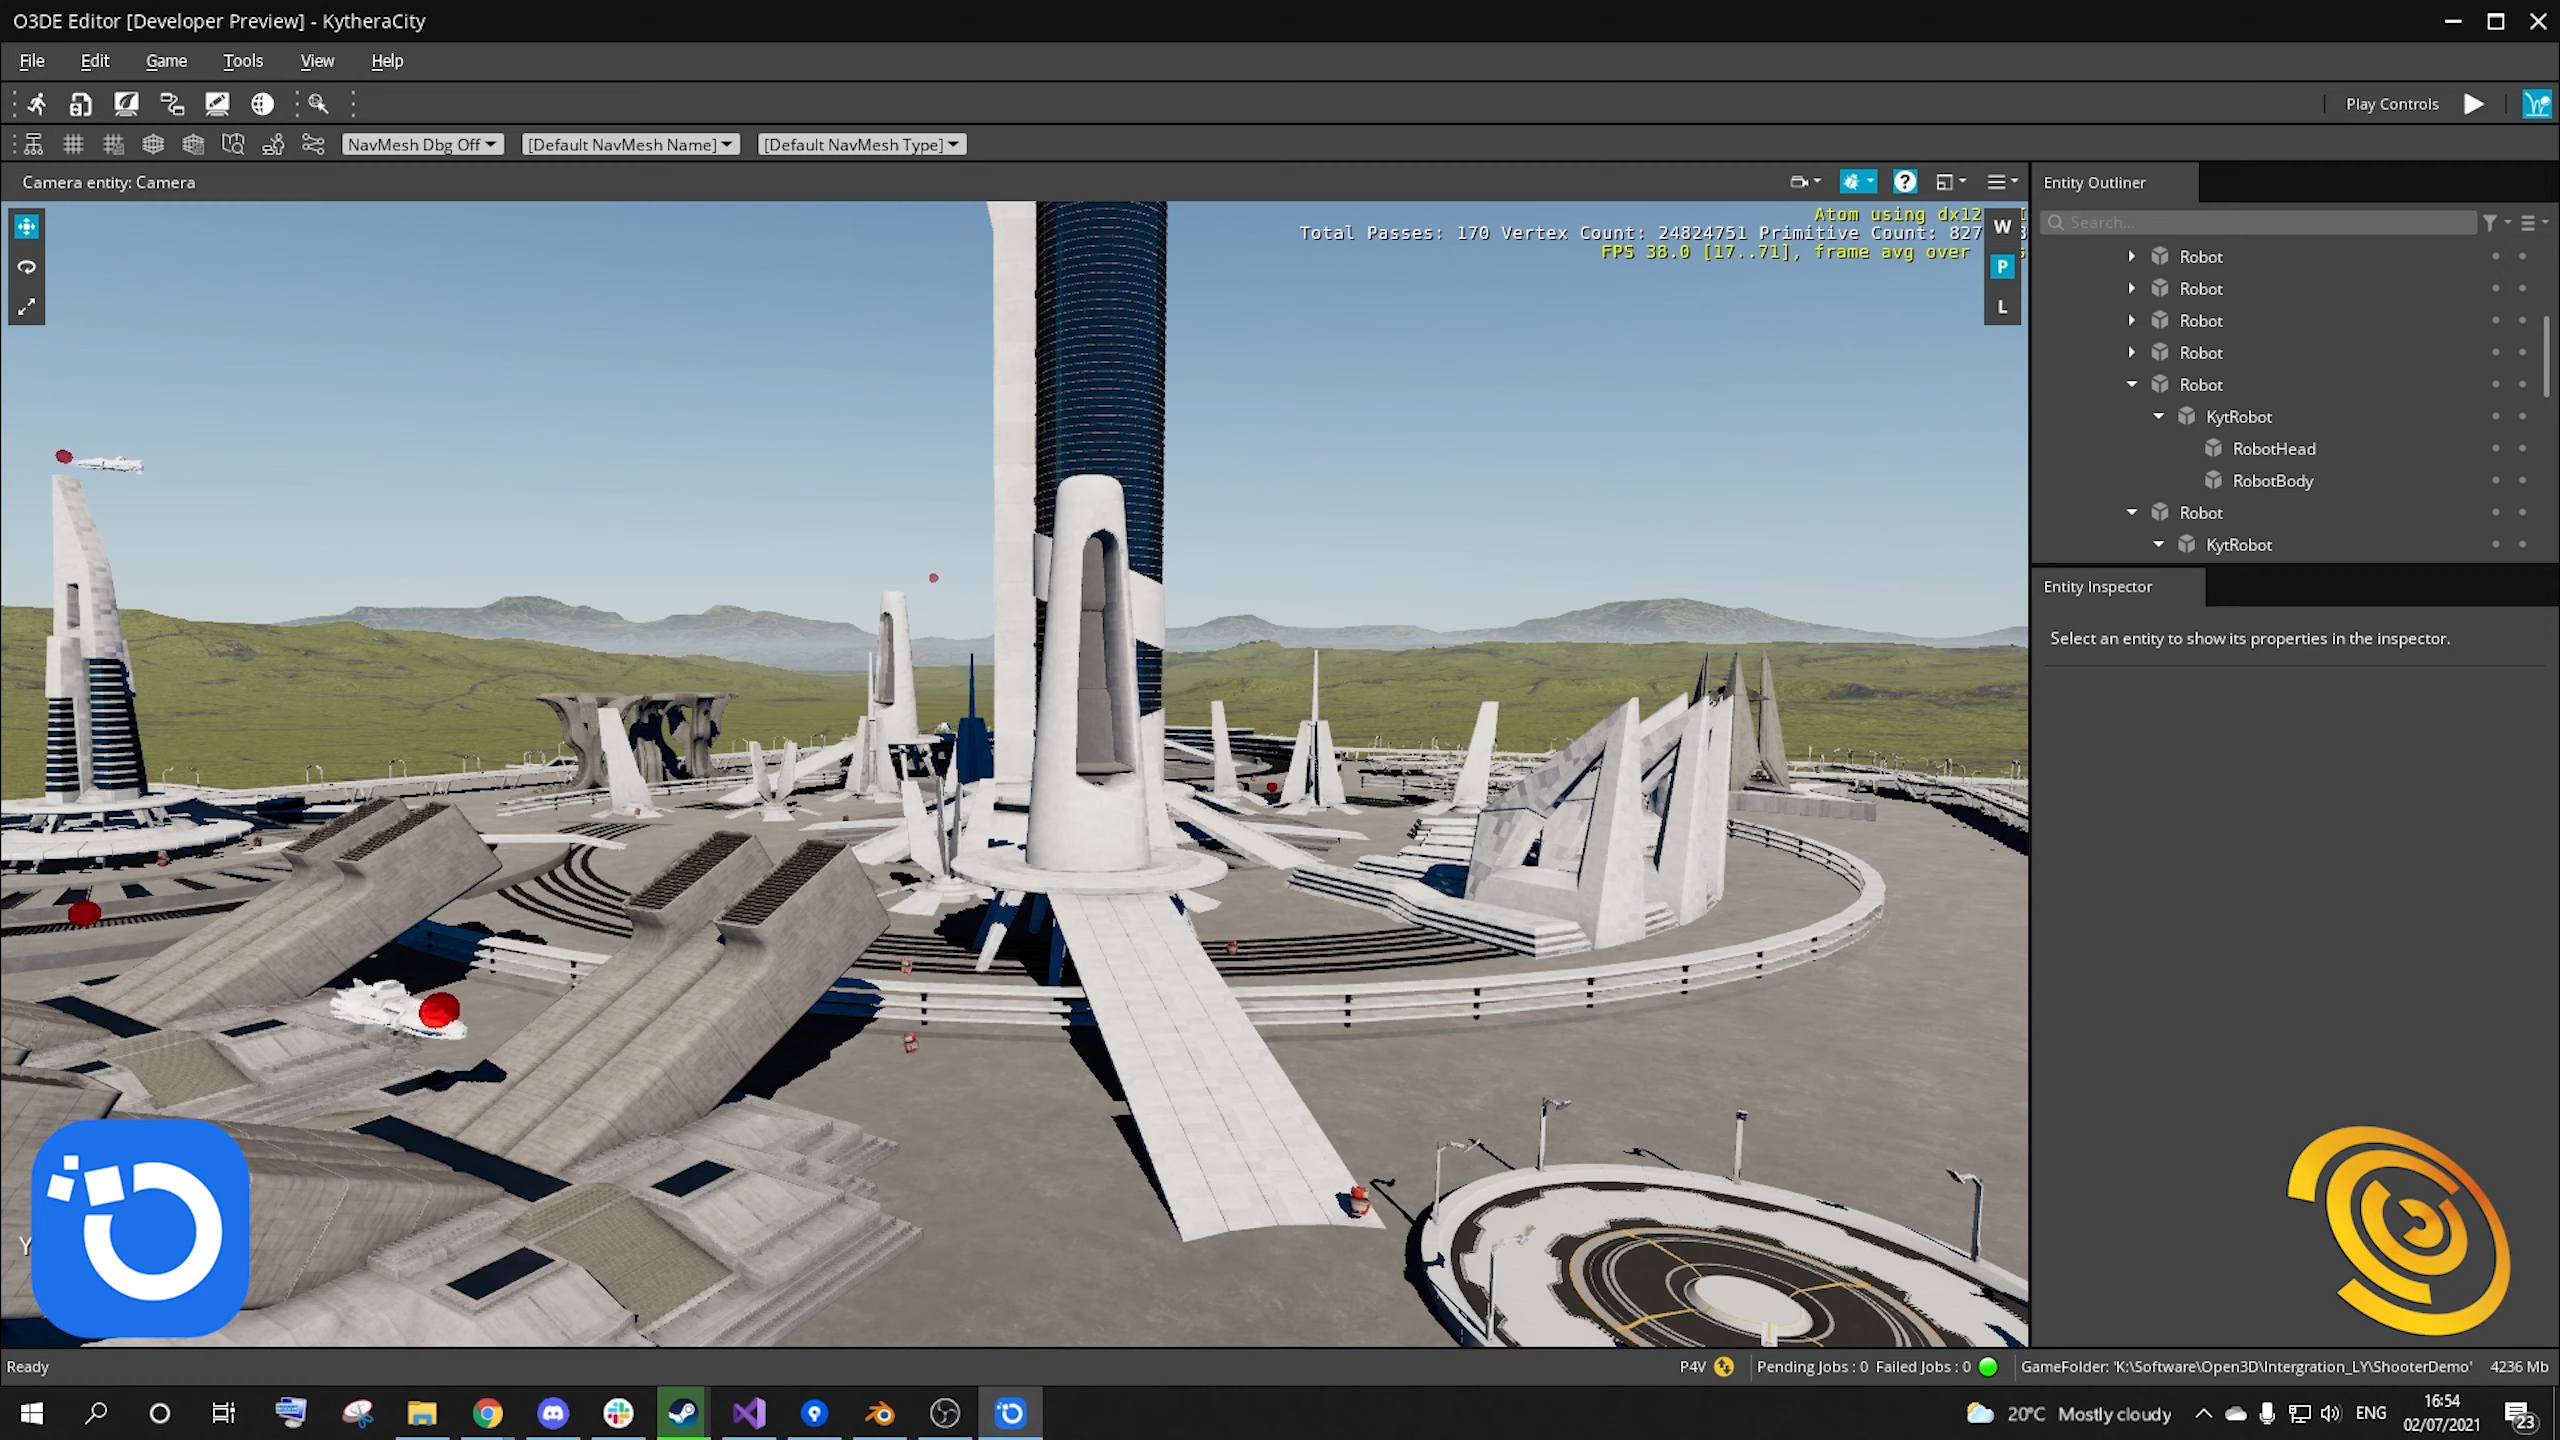 O3DE Editor [Developer Preview] - KytheraCity
File Edit Game Tools View Help
Play Controls
NavMesh Dbg Off [Default NavMesh Name] [Default NavMesh Type]
Camera entity: Camera
Atom using dx12
Total Passes: 170 Vertex Count: 24824751 Primitive Count: 827
FPS 38.0 [17..71], frame avg over
W
P
L
Entity Outliner
Search...
Robot
Robot
Robot
Robot
Robot
KytRobot
RobotHead
RobotBody
Robot
KytRobot
Entity Inspector
Select an entity to show its properties in the inspector.
Y
Ready
P4V Pending Jobs : 0 Failed Jobs : 0 GameFolder: 'K:\Software\Open3D\Intergration_LY\ShooterDemo' 4236 Mb
20°C Mostly cloudy
ENG
16:54
02/07/2021
23